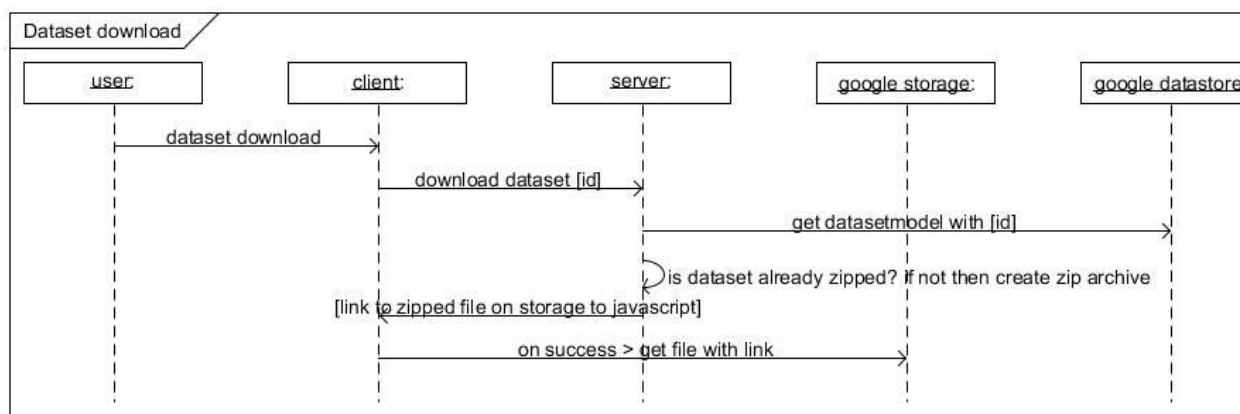 Dataset download
user:
client:
server:
google storage:
google datastore
dataset download
download dataset [id]
get datasetmodel with [id]
is dataset already zipped? if not then create zip archive
[link to zipped file on storage to javascript]
on success > get file with link